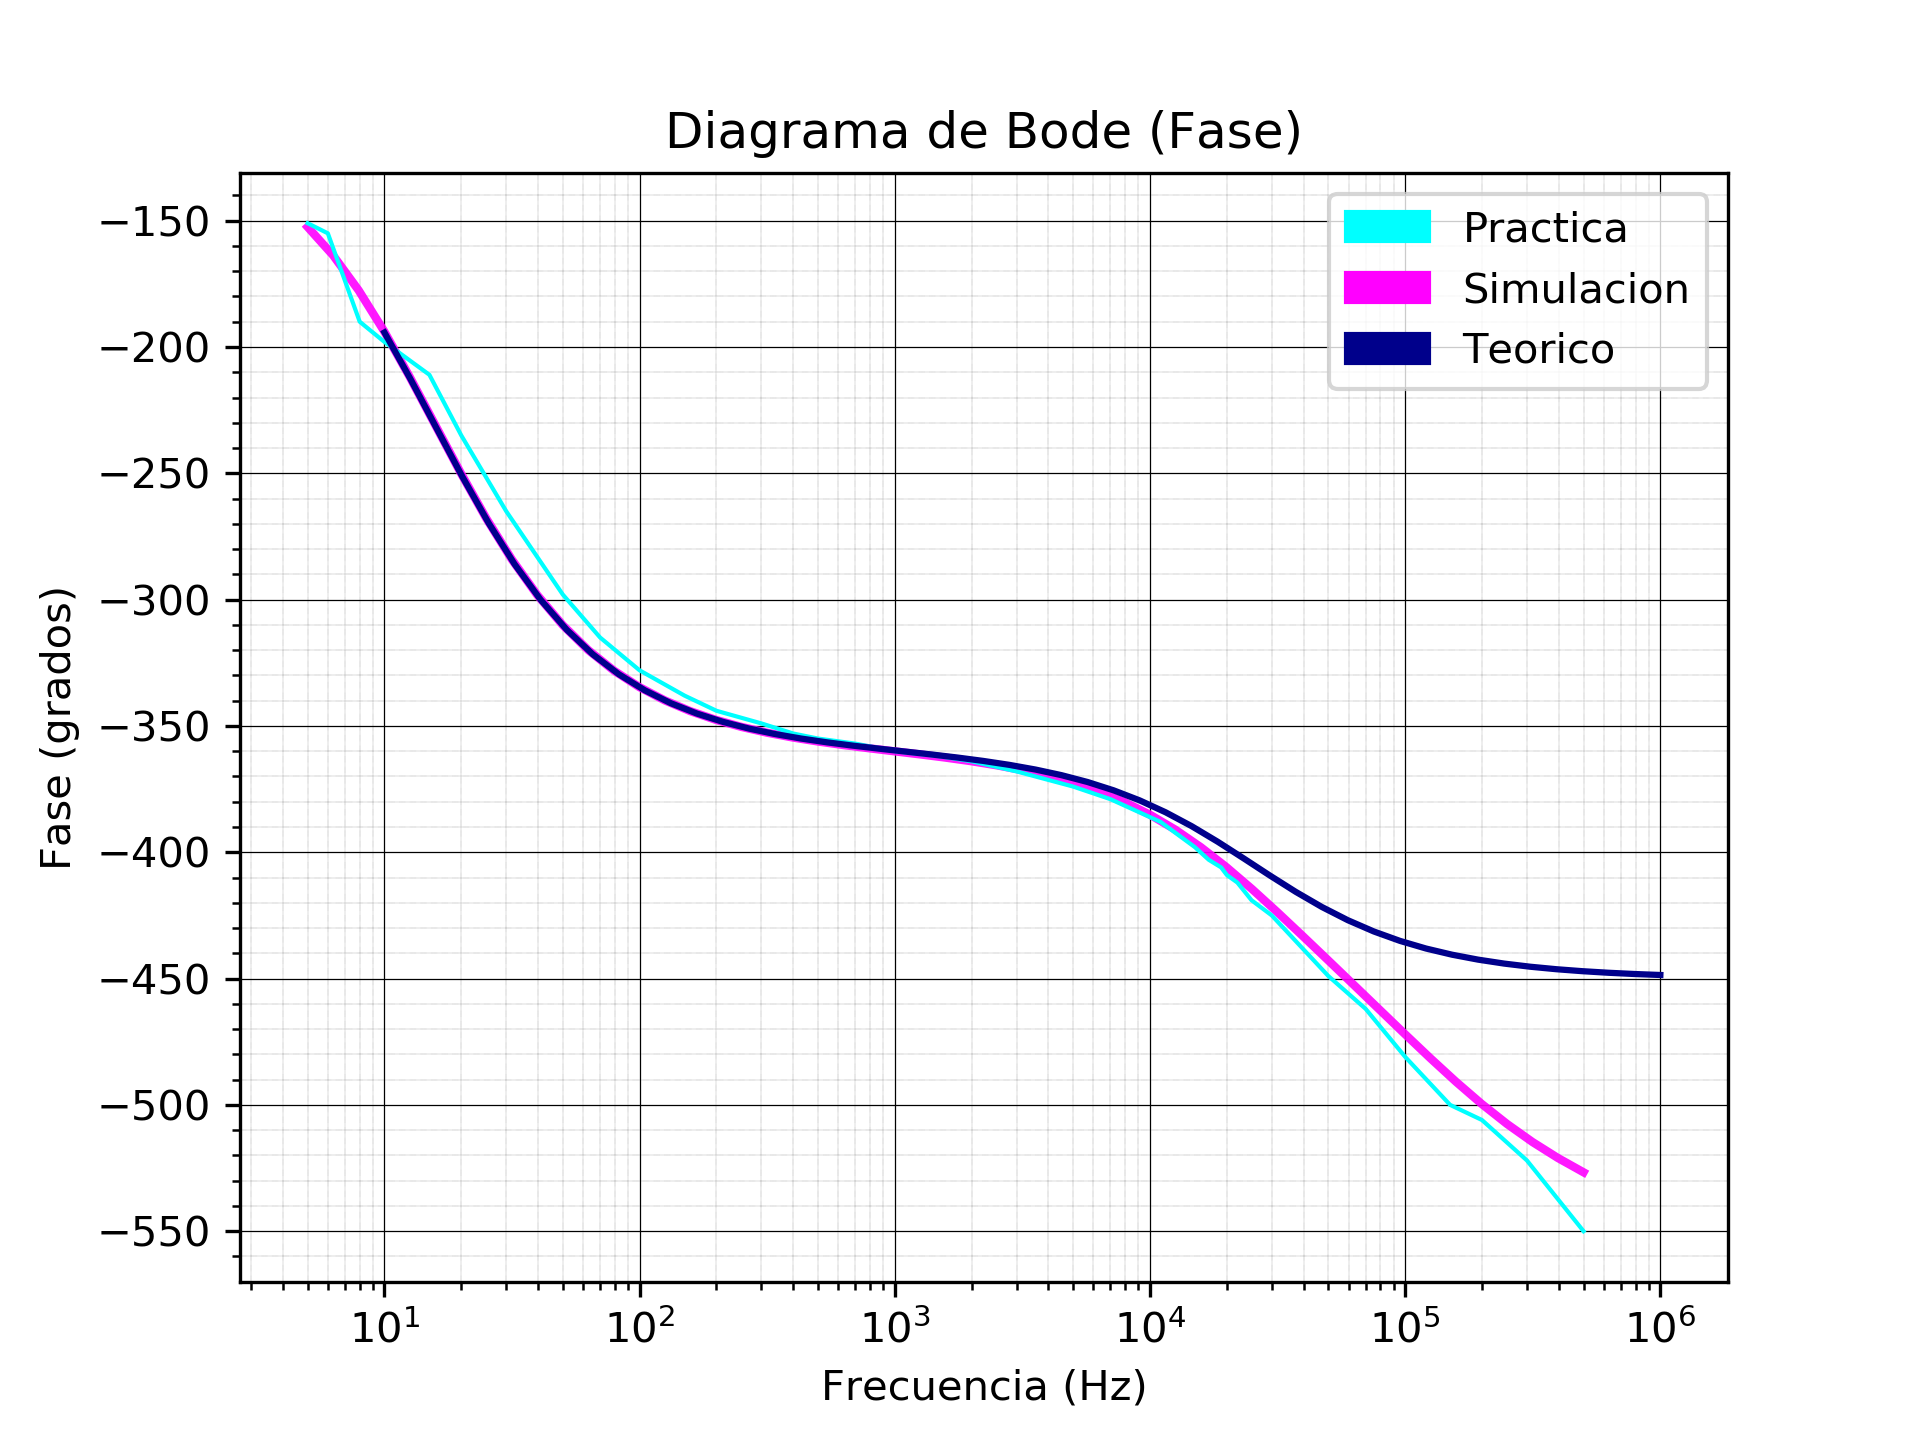 Diagrama de Bode (Fase)
Practica
Simulacion
Teorico
Fase (grados)
−150
−200
−250
−300
−350
−400
−450
−500
−550
10¹ 10² 10³ 10⁴ 10⁵ 10⁶
Frecuencia (Hz)